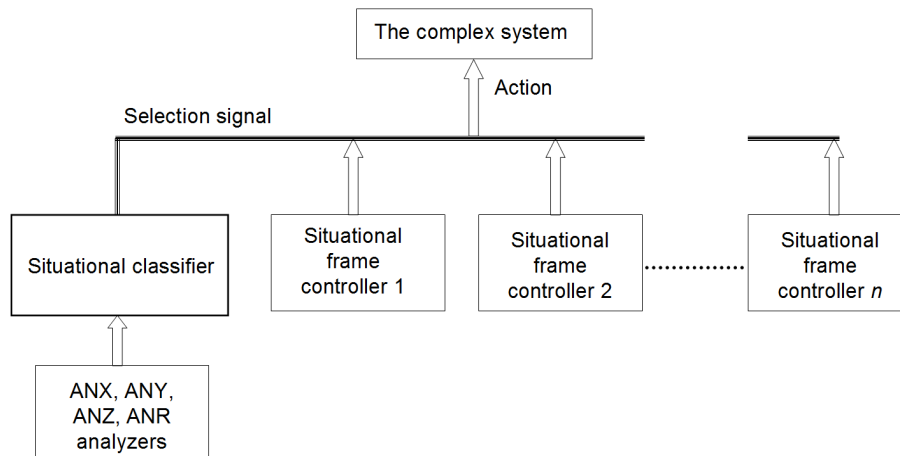 The complex system
Action
Selection signal
Situational classifier
Situational
frame
controller 1
Situational
frame
controller 2
Situational
frame
controller n
ANX, ANY,
ANZ, ANR
analyzers